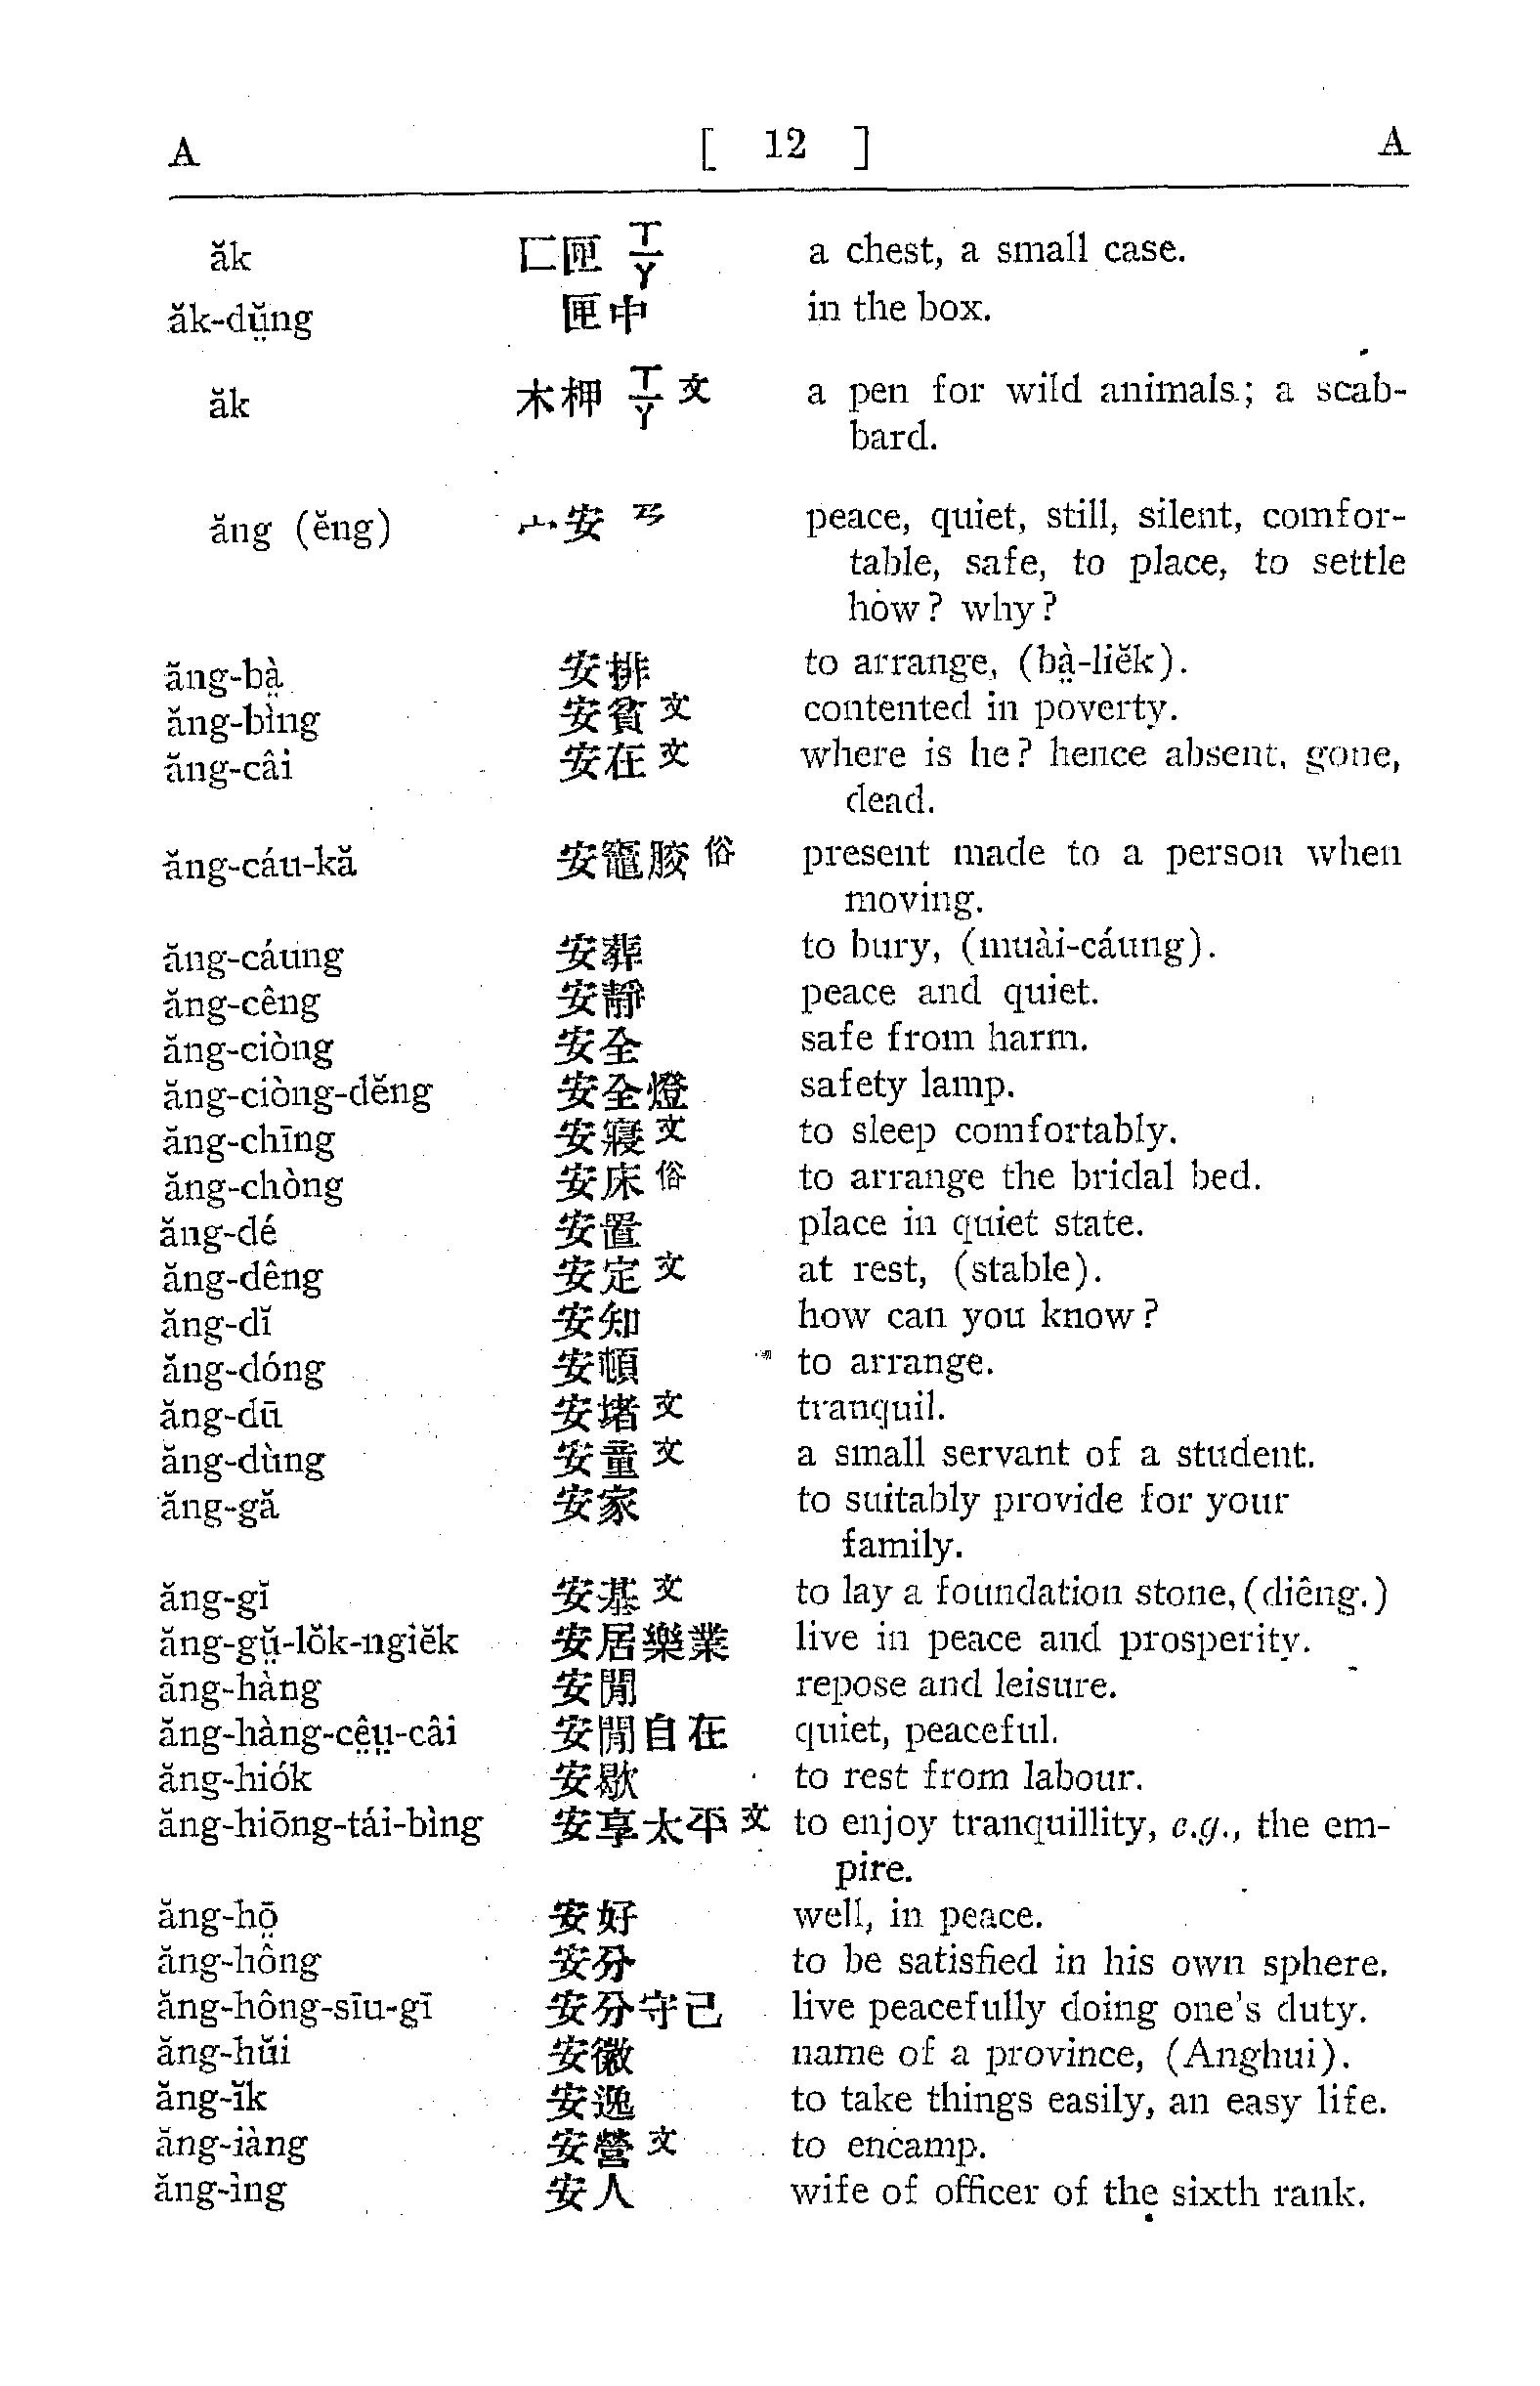 A [ 12 ] A
ăk 匚匣 ㄒㄧㄚ a chest, a small case.
ăk-dṳ̆ng 匣中 in the box.
ăk 木柙 ㄒㄧㄚ 文 a pen for wild animals; a scab-
bard.
ăng (ĕng) 宀安 ㄢ peace, quiet, still, silent, comfor-
table, safe, to place, to settle
how? why?
ăng-bà̤ 安排 to arrange, (bà̤-liĕk).
ăng-bìng 安貧 文 contented in poverty.
ăng-câi 安在 文 where is he? hence absent, gone,
dead.
ăng-cáu-kă 安竈胶 俗 present made to a person when
moving.
ăng-cáung 安葬 to bury, (muài-cáung).
ăng-cêng 安靜 peace and quiet.
ăng-ciòng 安全 safe from harm.
ăng-ciòng-dĕng 安全燈 safety lamp.
ăng-chīng 安寢 文 to sleep comfortably.
ăng-chòng 安床 俗 to arrange the bridal bed.
ăng-dé 安置 place in quiet state.
ăng-dêng 安定 文 at rest, (stable).
ăng-dĭ 安知 how can you know?
ăng-dóng 安頓 to arrange.
ăng-dū 安堵 文 tranquil.
ăng-dùng 安童 文 a small servant of a student.
ăng-gă 安家 to suitably provide for your
family.
ăng-gĭ 安基 文 to lay a foundation stone, (diêng.)
ăng-gṳ̆-lŏk-ngiĕk 安居樂業 live in peace and prosperity.
ăng-hàng 安閒 repose and leisure.
ăng-hàng-cê̤ṳ-câi 安閒自在 quiet, peaceful.
ăng-hiók 安歇 to rest from labour.
ăng-hiōng-tái-bìng 安享太平 文 to enjoy tranquillity, e.g., the em-
pire.
ăng-hō̤ 安好 well, in peace.
ăng-hông 安分 to be satisfied in his own sphere.
ăng-hông-sīu-gī 安分守己 live peacefully doing one's duty.
ăng-hŭi 安徽 name of a province, (Anghui).
ăng-ĭk 安逸 to take things easily, an easy life.
ăng-iàng 安營 文 to encamp.
ăng-ìng 安人 wife of officer of the sixth rank.